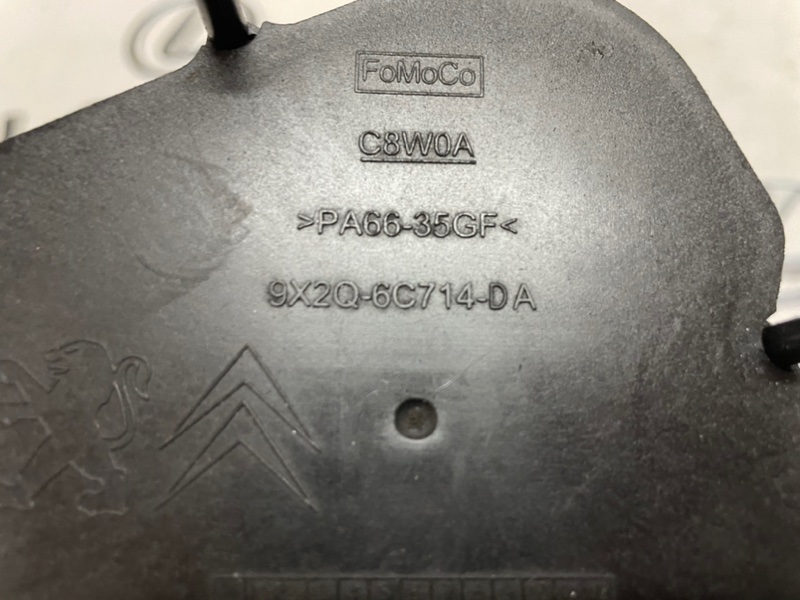 FoMoCo
C8W0A
>PA66-35GF<
9X2Q-6C714-DA